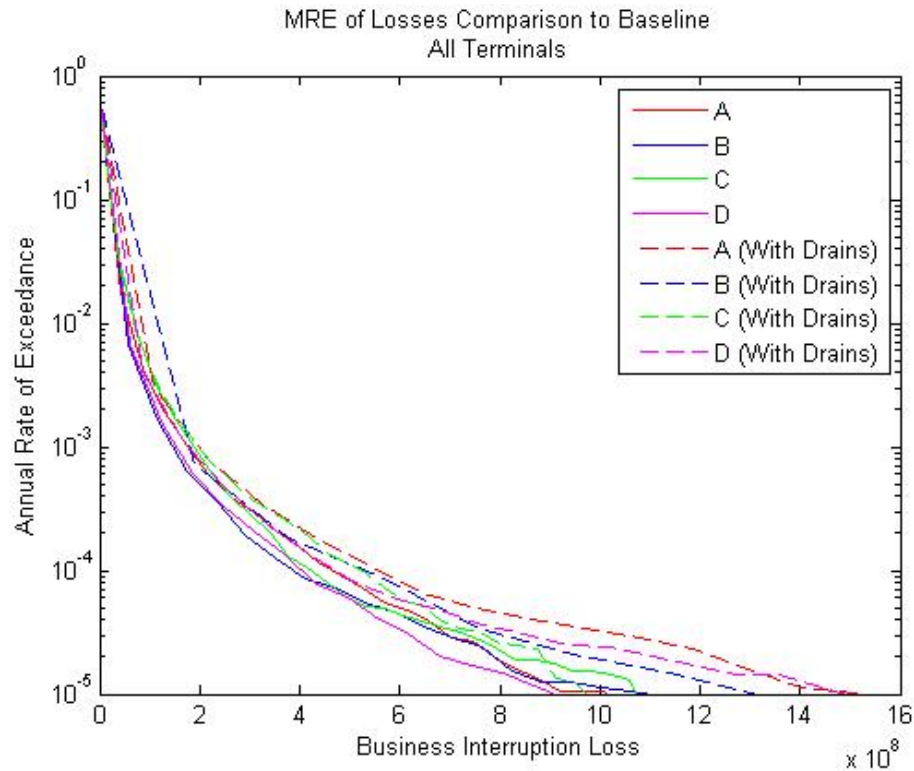 MRE of Losses Comparison to Baseline
All Terminals
10^0
10^-1
10^-2
10^-3
10^-4
10^-5
Annual Rate of Exceedance
A
B
C
D
A (With Drains)
B (With Drains)
C (With Drains)
D (With Drains)
0 2 4 6 8 10 12 14 16
Business Interruption Loss
x 10^8